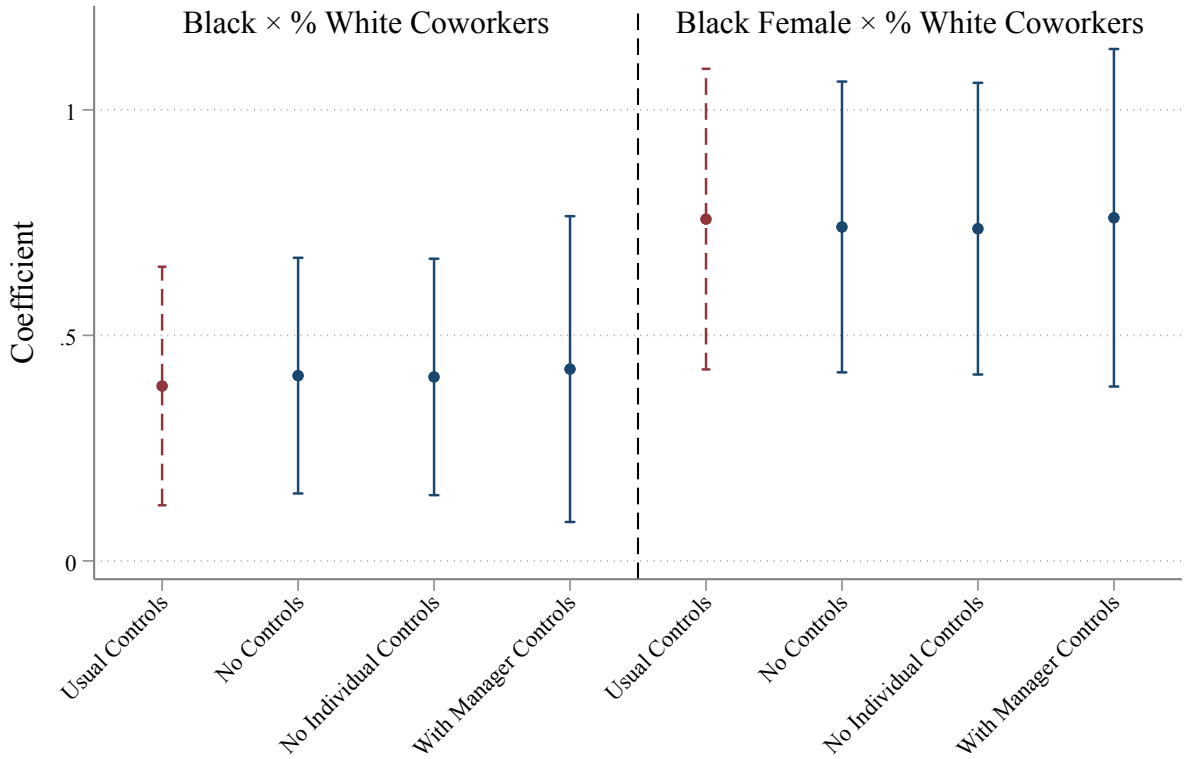 Black × % White Coworkers
Black Female × % White Coworkers
Coefficient
1
.5
0
Usual Controls
No Controls
No Individual Controls
With Manager Controls
Usual Controls
No Controls
No Individual Controls
With Manager Controls